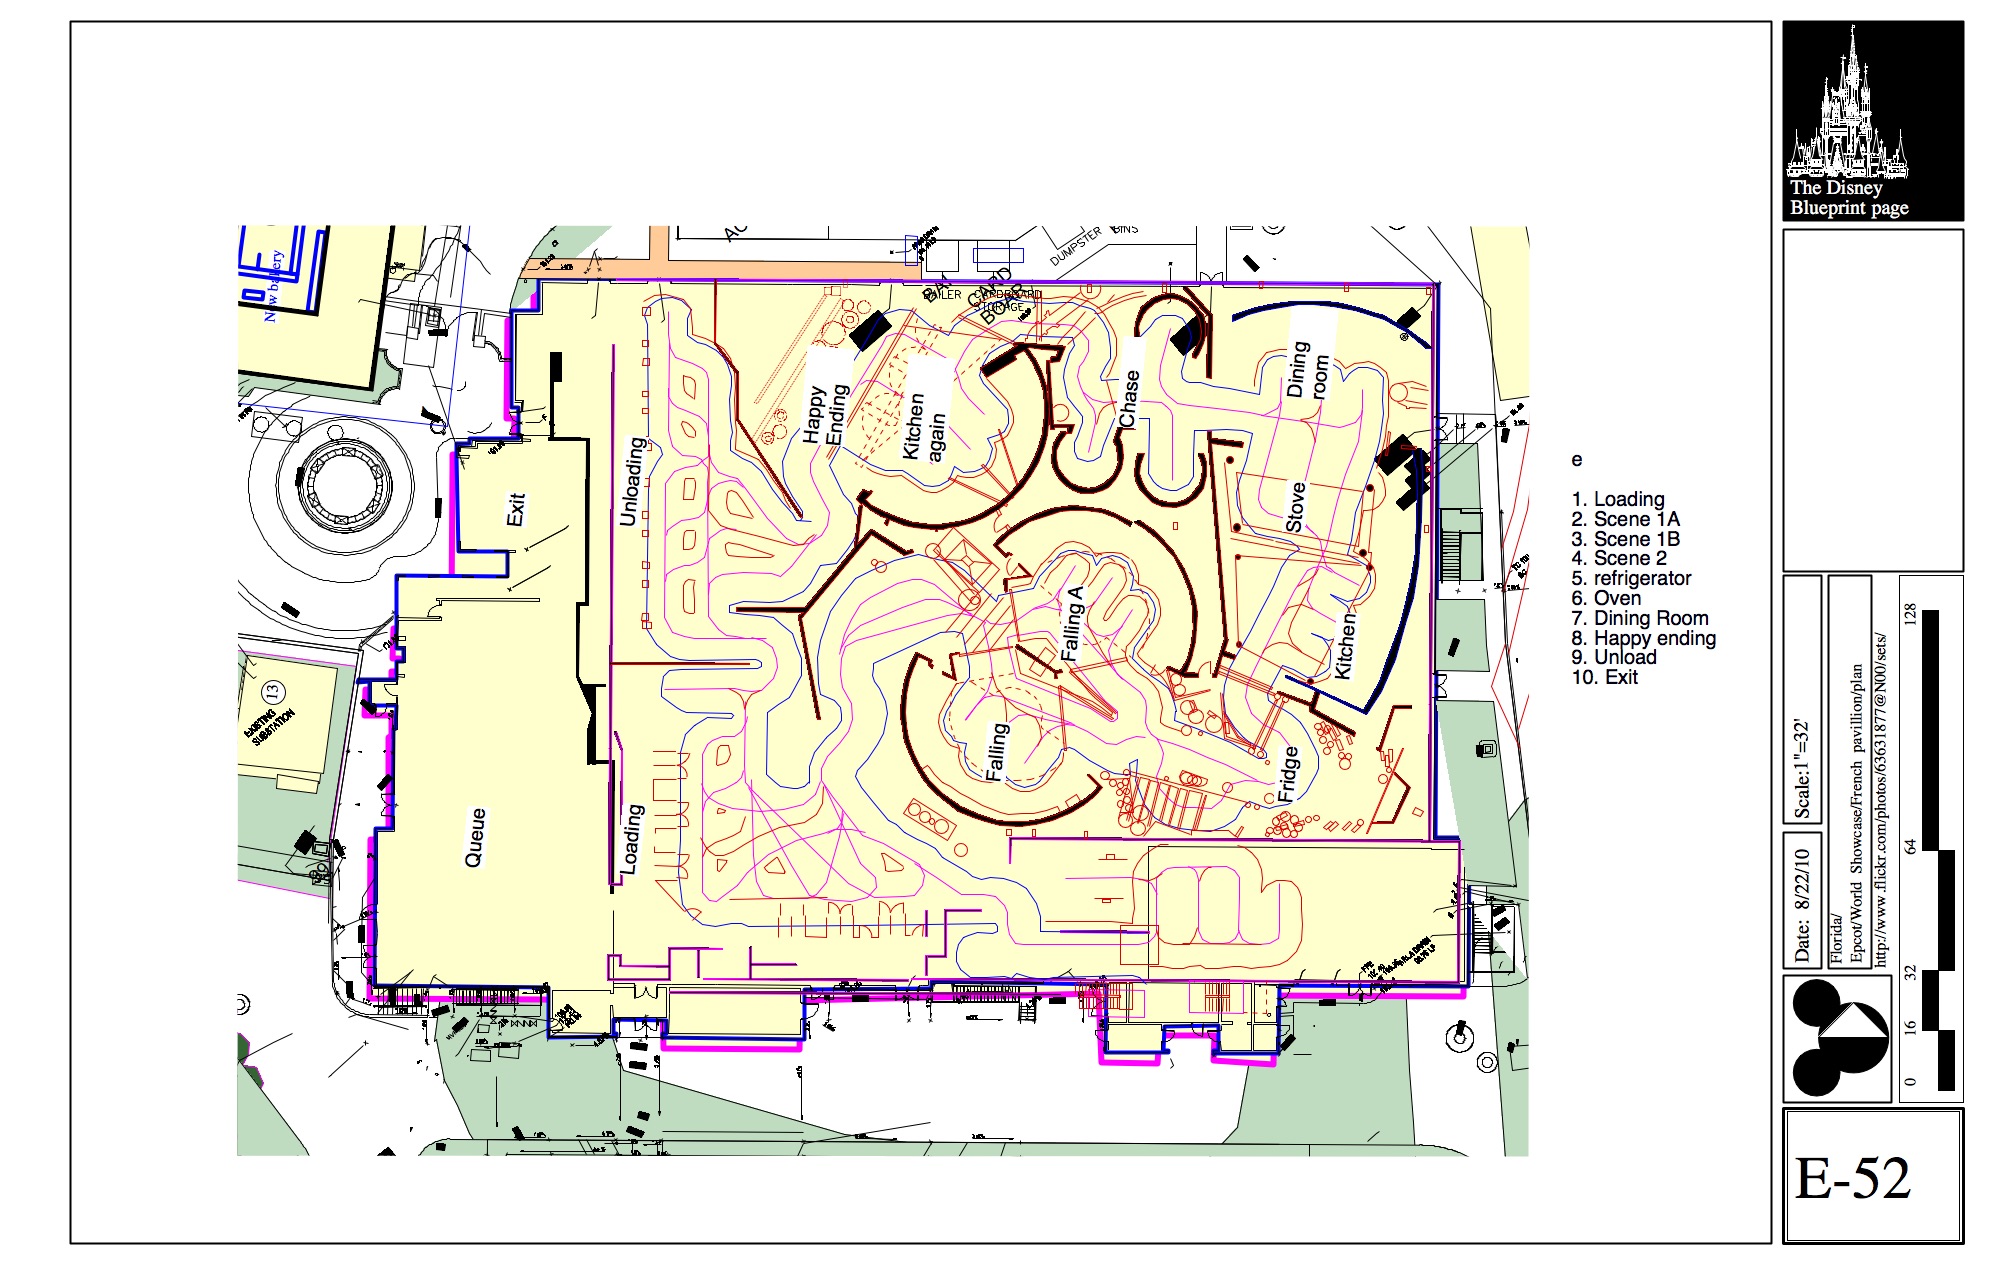 New bakery
DUMPSTER
BINS
BAILER
CARDBOARD
STORAGE
Happy
Ending
Kitchen
again
Chase
Dining
room
Unloading
Exit
Stove
Falling A
Kitchen
13
EXISTING
SUBSTATION
Falling
Fridge
Queue
Loading
e
1. Loading
2. Scene 1A
3. Scene 1B
4. Scene 2
5. refrigerator
6. Oven
7. Dining Room
8. Happy ending
9. Unload
10. Exit
The Disney
Blueprint page
Scale:1"=32'
Date: 8/22/10
Florida/
Epcot/World Showcase/French pavillion/plan
http://www.flickr.com/photos/63631877@N00/sets/
128
64
32
16
0
E-52